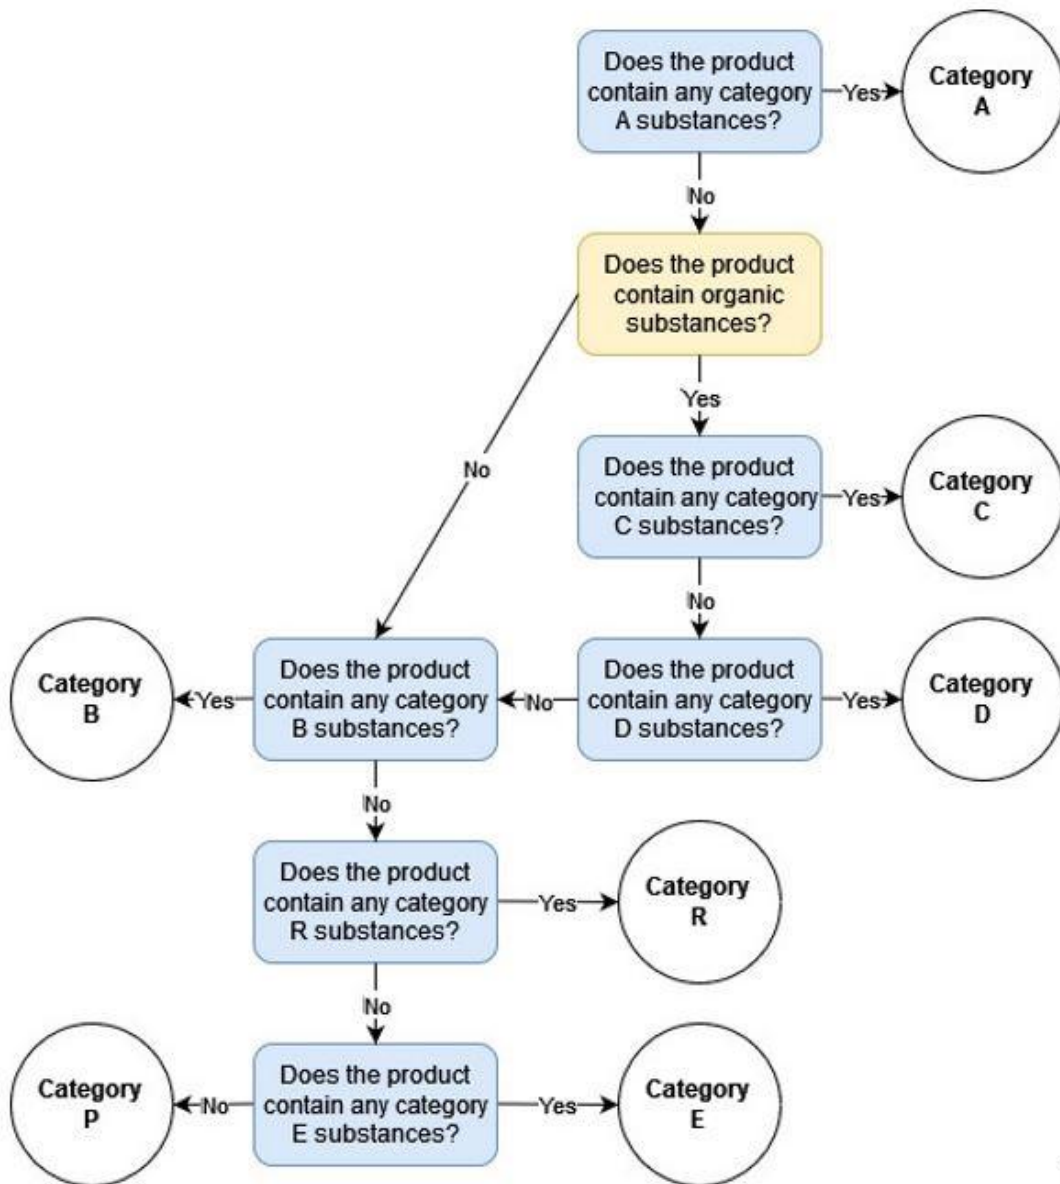 Does the product
contain any category
A substances?
Yes
Category
A
No
Does the product
contain organic
substances?
No
Yes
Does the product
contain any category
C substances?
Yes
Category
C
No
Category
B
Yes
Does the product
contain any category
B substances?
No
Does the product
contain any category
D substances?
Yes
Category
D
No
Does the product
contain any category
R substances?
Yes
Category
R
No
Category
P
No
Does the product
contain any category
E substances?
Yes
Category
E